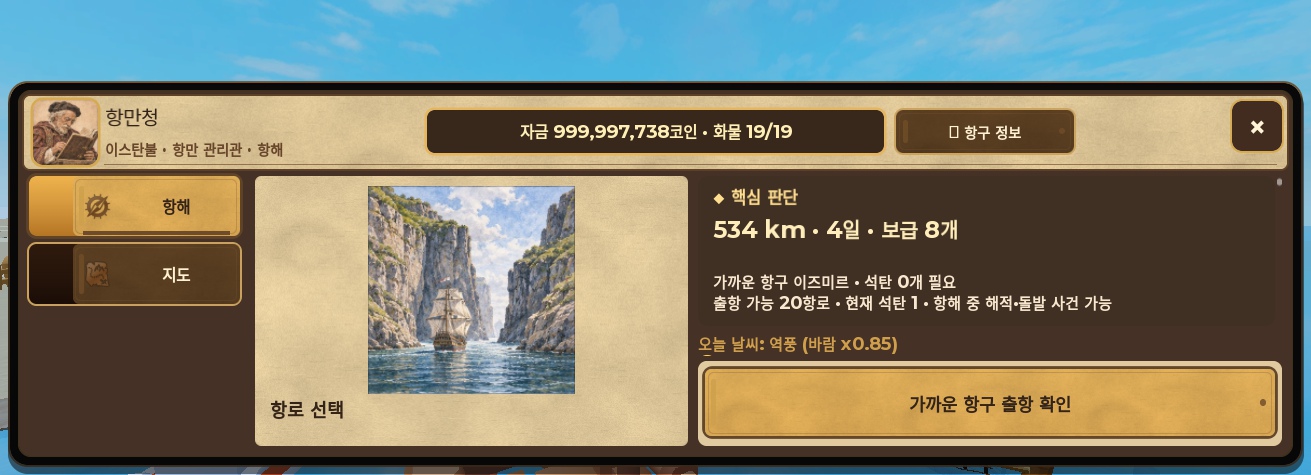 항만청
이스탄불 • 항만 관리관 • 항해
자금 999,997,738코인 • 화물 19/19
항구 정보
×
항해
지도
항로 선택
◆ 핵심 판단
534 km • 4일 • 보급 8개
가까운 항구 이즈미르 • 석탄 0개 필요
출항 가능 20항로 • 현재 석탄 1 • 항해 중 해적•돌발 사건 가능
오늘 날씨: 역풍 (바람 x0.85)
가까운 항구 출항 확인